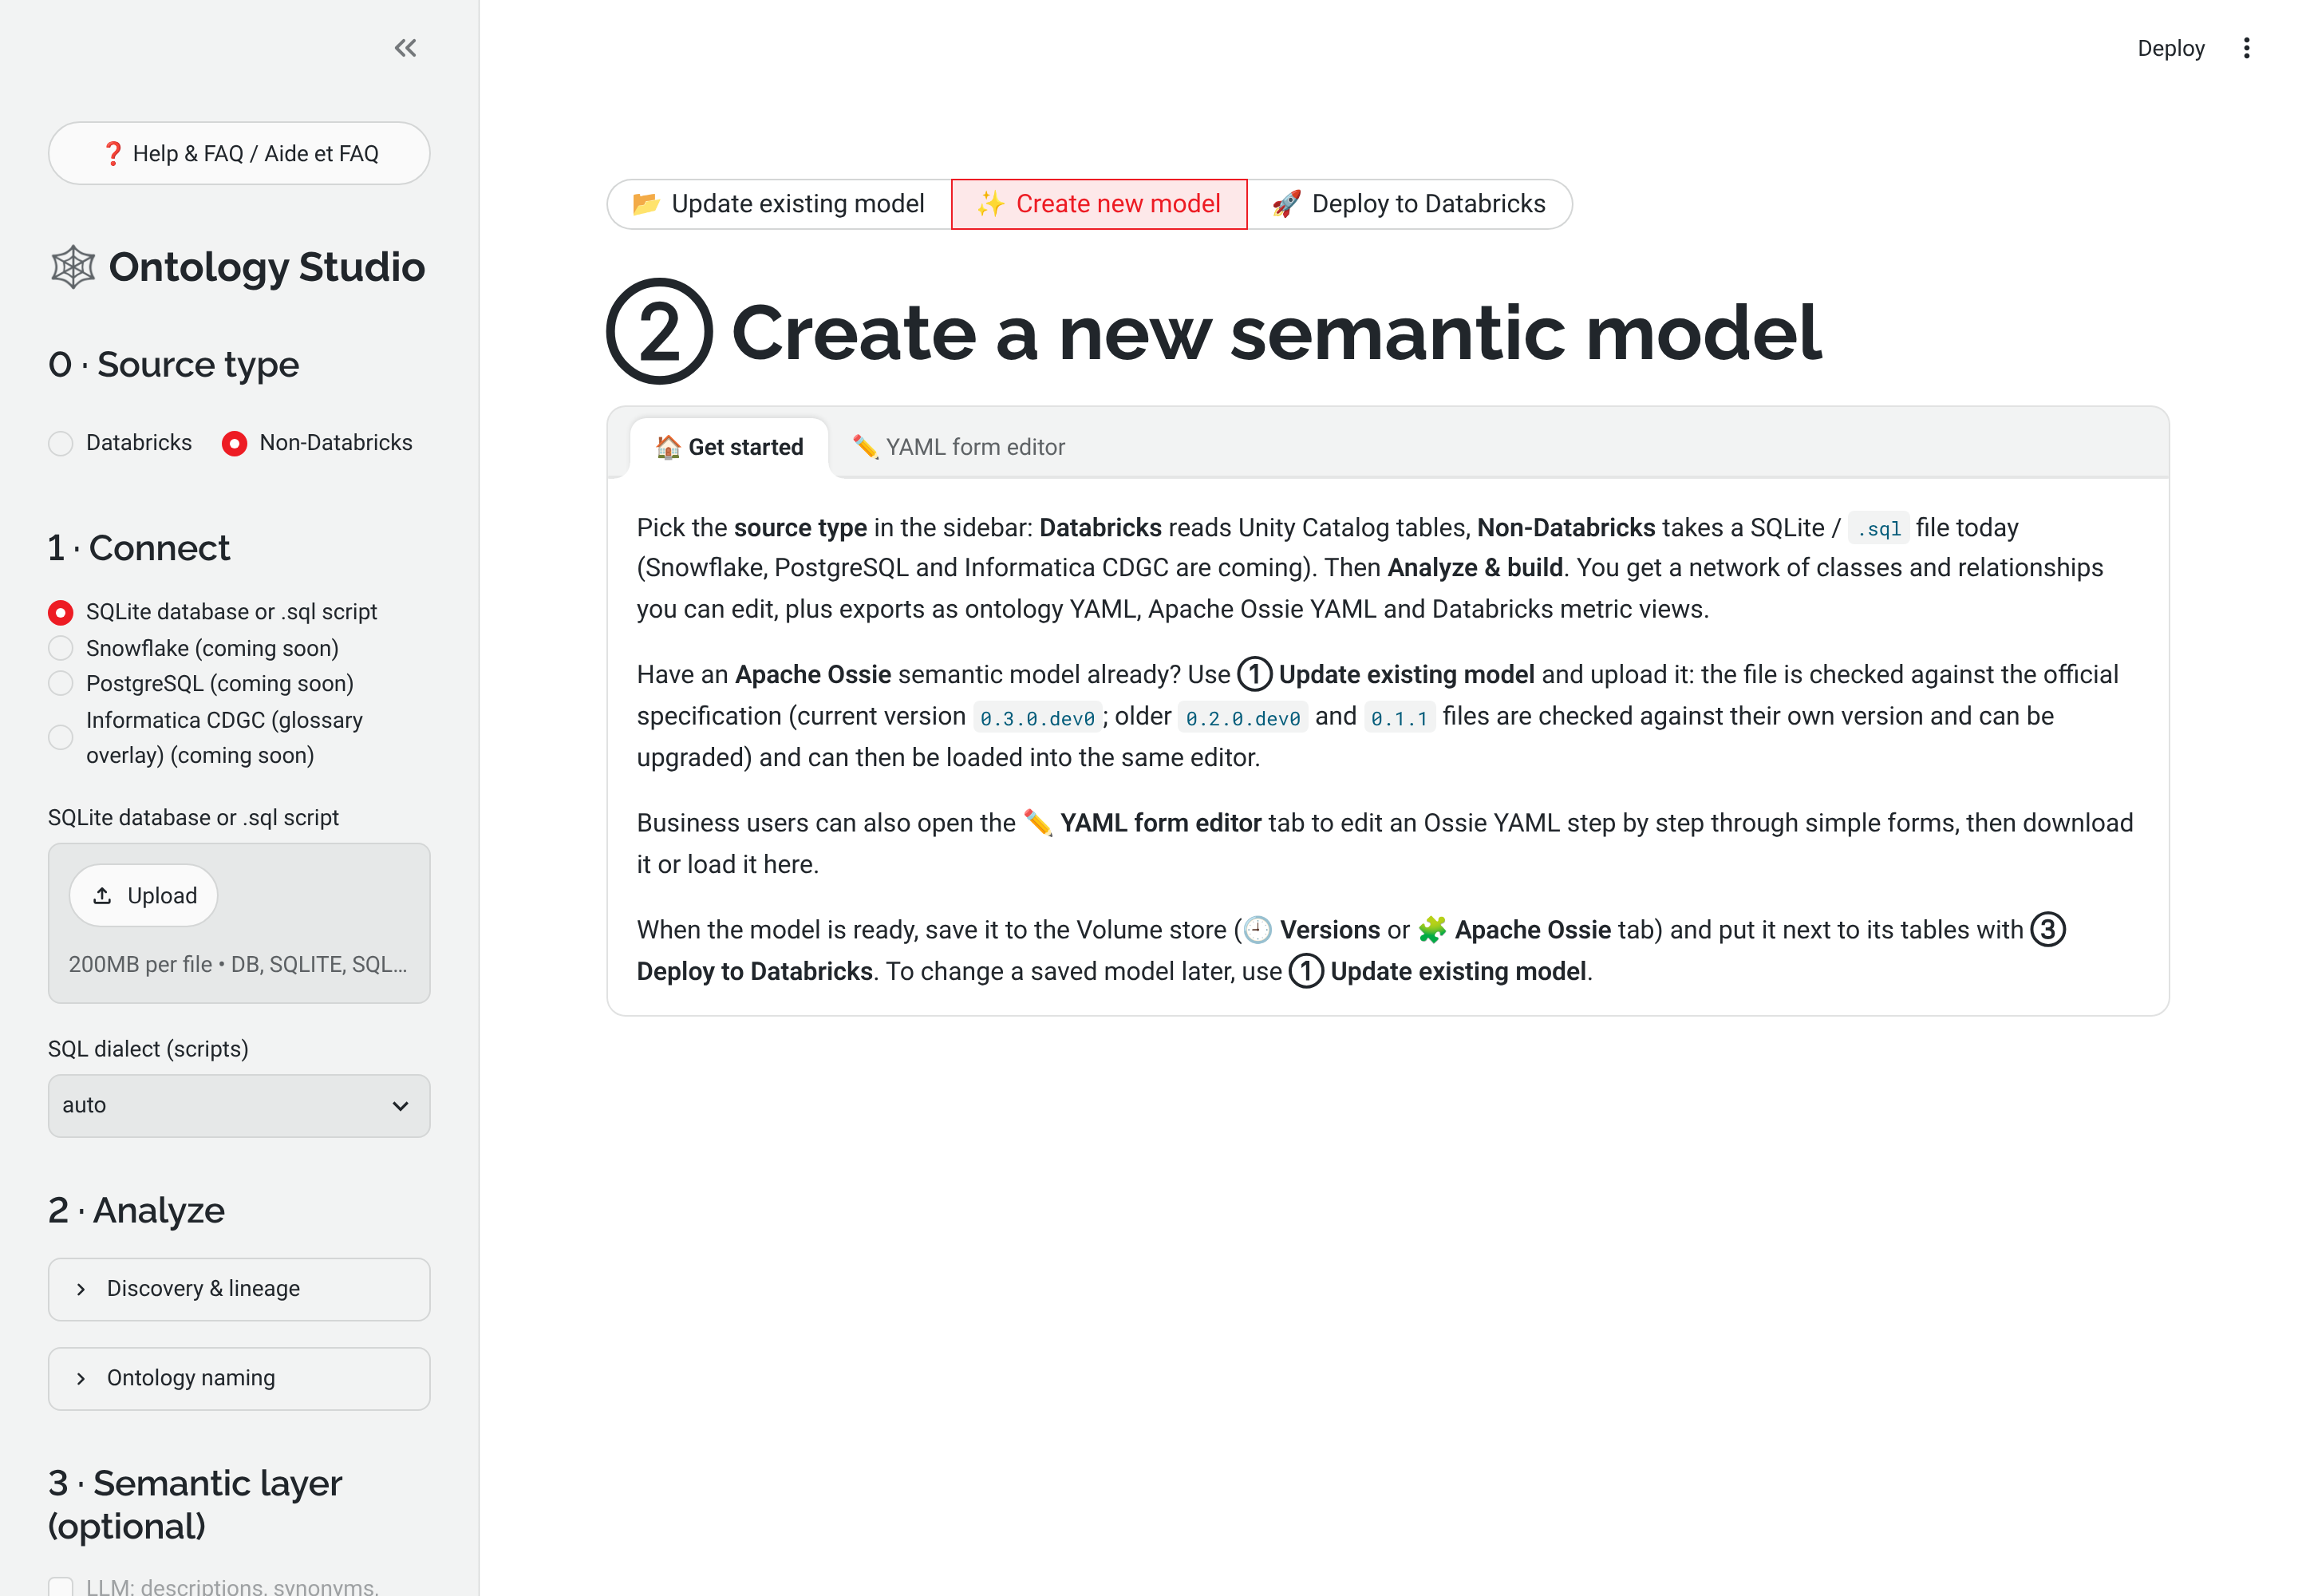 Deploy
❓ Help & FAQ / Aide et FAQ
🕸️ Ontology Studio
0 · Source type
Databricks
Non-Databricks
1 · Connect
SQLite database or .sql script
Snowflake (coming soon)
PostgreSQL (coming soon)
Informatica CDGC (glossary
overlay) (coming soon)
SQLite database or .sql script
Upload
200MB per file • DB, SQLITE, SQL...
SQL dialect (scripts)
auto
2 · Analyze
Discovery & lineage
Ontology naming
3 · Semantic layer
(optional)
LLM: descriptions, synonyms,
📂 Update existing model
✨ Create new model
🚀 Deploy to Databricks
② Create a new semantic model
🏠 Get started
✏️ YAML form editor
Pick the source type in the sidebar: Databricks reads Unity Catalog tables, Non-Databricks takes a SQLite / .sql file today
(Snowflake, PostgreSQL and Informatica CDGC are coming). Then Analyze & build. You get a network of classes and relationships
you can edit, plus exports as ontology YAML, Apache Ossie YAML and Databricks metric views.
Have an Apache Ossie semantic model already? Use ① Update existing model and upload it: the file is checked against the official
specification (current version 0.3.0.dev0; older 0.2.0.dev0 and 0.1.1 files are checked against their own version and can be
upgraded) and can then be loaded into the same editor.
Business users can also open the ✏️ YAML form editor tab to edit an Ossie YAML step by step through simple forms, then download
it or load it here.
When the model is ready, save it to the Volume store (🕘 Versions or 🧩 Apache Ossie tab) and put it next to its tables with ③
Deploy to Databricks. To change a saved model later, use ① Update existing model.